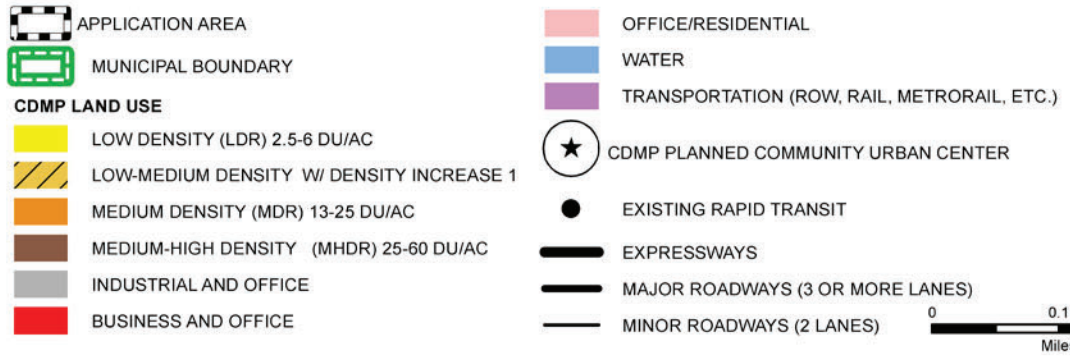 APPLICATION AREA
MUNICIPAL BOUNDARY
CDMP LAND USE
LOW DENSITY (LDR) 2.5-6 DU/AC
LOW-MEDIUM DENSITY W/ DENSITY INCREASE 1
MEDIUM DENSITY (MDR) 13-25 DU/AC
MEDIUM-HIGH DENSITY (MHDR) 25-60 DU/AC
INDUSTRIAL AND OFFICE
BUSINESS AND OFFICE
OFFICE/RESIDENTIAL
WATER
TRANSPORTATION (ROW, RAIL, METRORAIL, ETC.)
CDMP PLANNED COMMUNITY URBAN CENTER
EXISTING RAPID TRANSIT
EXPRESSWAYS
MAJOR ROADWAYS (3 OR MORE LANES)
MINOR ROADWAYS (2 LANES)
0 0.1
Miles